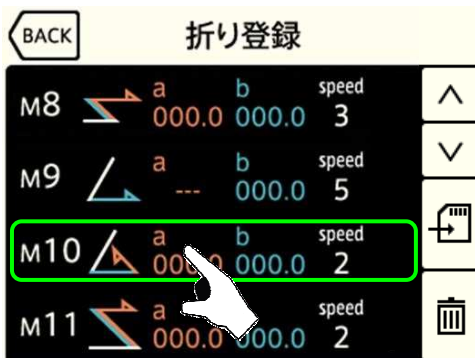 BACK 折り登録
M8 a 000.0 b 000.0 speed 3
M9 a --- b 000.0 speed 5
M10 a b 000.0 speed 2
M11 a 000.0 b 000.0 speed 2